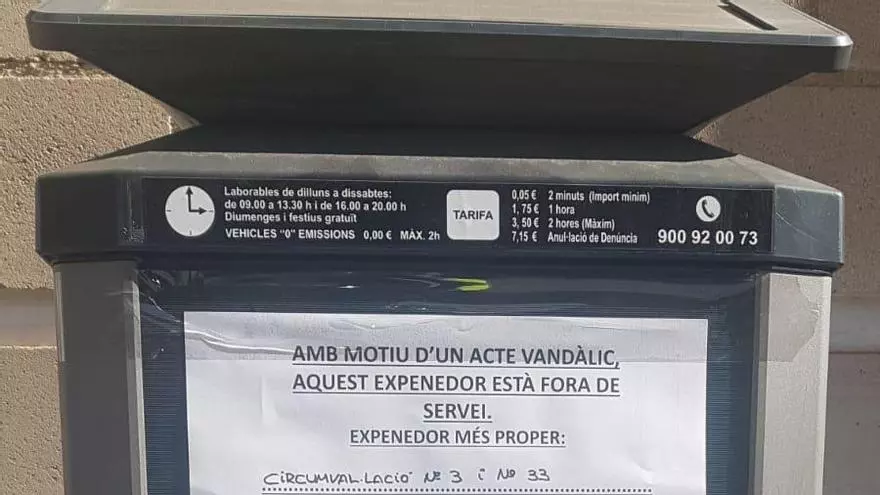 Laborables de dilluns a dissabtes:
de 09.00 a 13.30 h i de 16.00 a 20.00 h
Diumenges i festius gratuït
VEHICLES "0" EMISSIONS 0,00 € MÀX. 2h
TARIFA
0,05 € 2 minuts (Import mínim)
1,75 € 1 hora
3,50 € 2 hores (Màxim)
7,15 € Anul·lació de Denúncia
900 92 00 73
AMB MOTIU D'UN ACTE VANDÀLIC,
AQUEST EXPENEDOR ESTÀ FORA DE
SERVEI.
EXPENEDOR MÉS PROPER:
CIRCUMVAL·LACIÓ Nº 3 i Nº 33